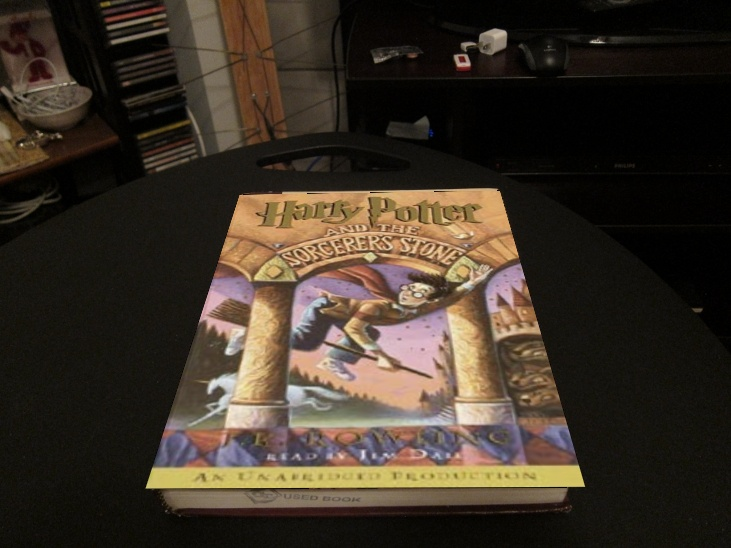 Harry Potter
AND THE
SORCERER'S STONE
J.K. ROWLING
READ BY JIM DALE
AN UNABRIDGED PRODUCTION
USED BOOK